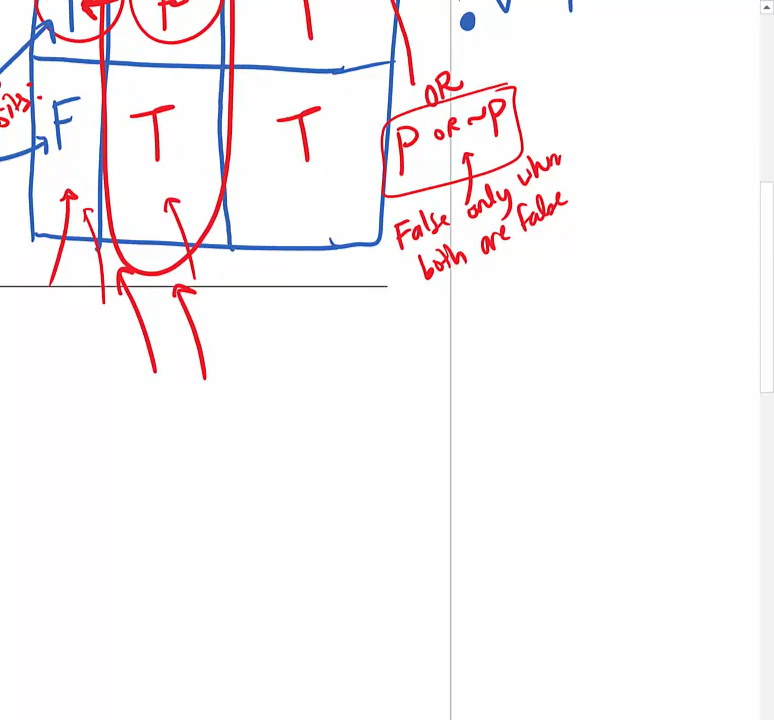 T
F T T
OR
P OR ~P
False only when
both are False